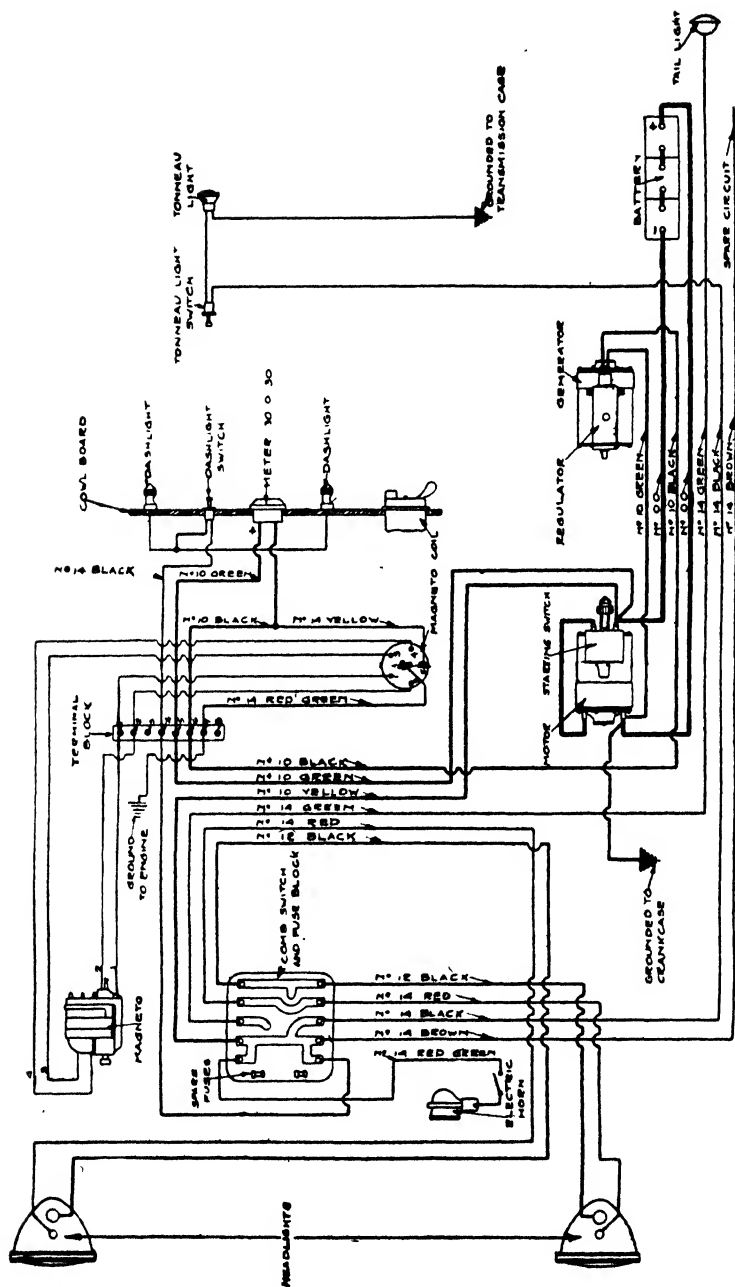 TAIL LIGHT
TONNEAU LIGHT
GROUNDED TO
TRANSMISSION CASE
BATTERY
+
-
SPARE CIRCUIT
TONNEAU LIGHT
SWITCH
GENERATOR
REGULATOR
COWL BOARD
DASHLIGHT
DASHLIGHT
SWITCH
METER 30 0 30
+
DASHLIGHT
MAGNETO COIL
No 10 GREEN
No 00
No 10 BLACK
No 00
No 14 GREEN
No 14 BLACK
No 14 BROWN
No 14 BLACK
No 10 GREEN
No 10 BLACK
No 14 YELLOW
No 14 RED GREEN
STARTING SWITCH
MOTOR
TERMINAL
BLOCK
GROUND
TO ENGINE
No 10 BLACK
No 10 GREEN
No 10 YELLOW
No 14 GREEN
No 14 RED
No 12 BLACK
GROUNDED TO
CRANKCASE
MAGNETO
COMB SWITCH
AND FUSE BLOCK
No 12 BLACK
No 14 RED
No 14 BLACK
No 14 BROWN
No 14 RED GREEN
SPARE
FUSES
ELECTRIC
HORN
HEADLIGHTS